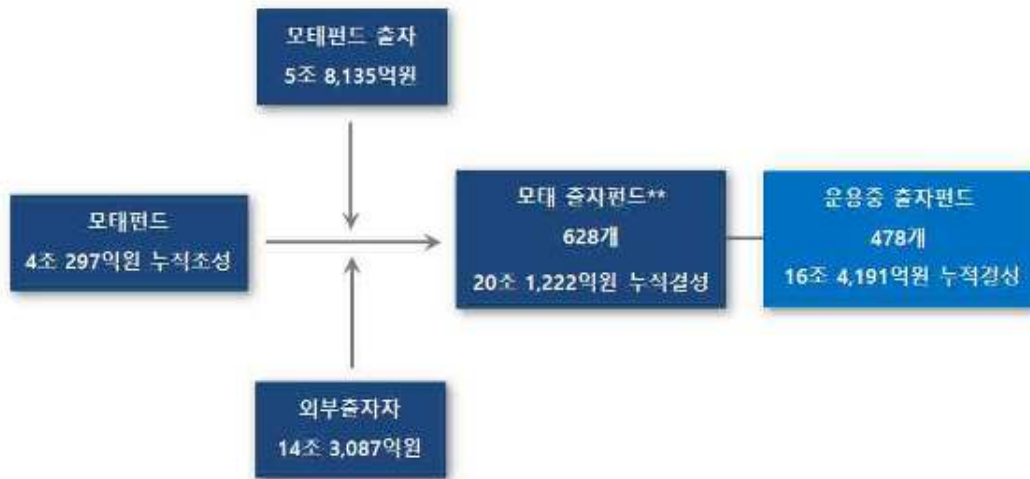 모태펀드 출자
5조 8,135억원
모태펀드
4조 297억원 누적조성
모태 출자펀드**
628개
20조 1,222억원 누적결성
운용중 출자펀드
478개
16조 4,191억원 누적결성
외부출자자
14조 3,087억원